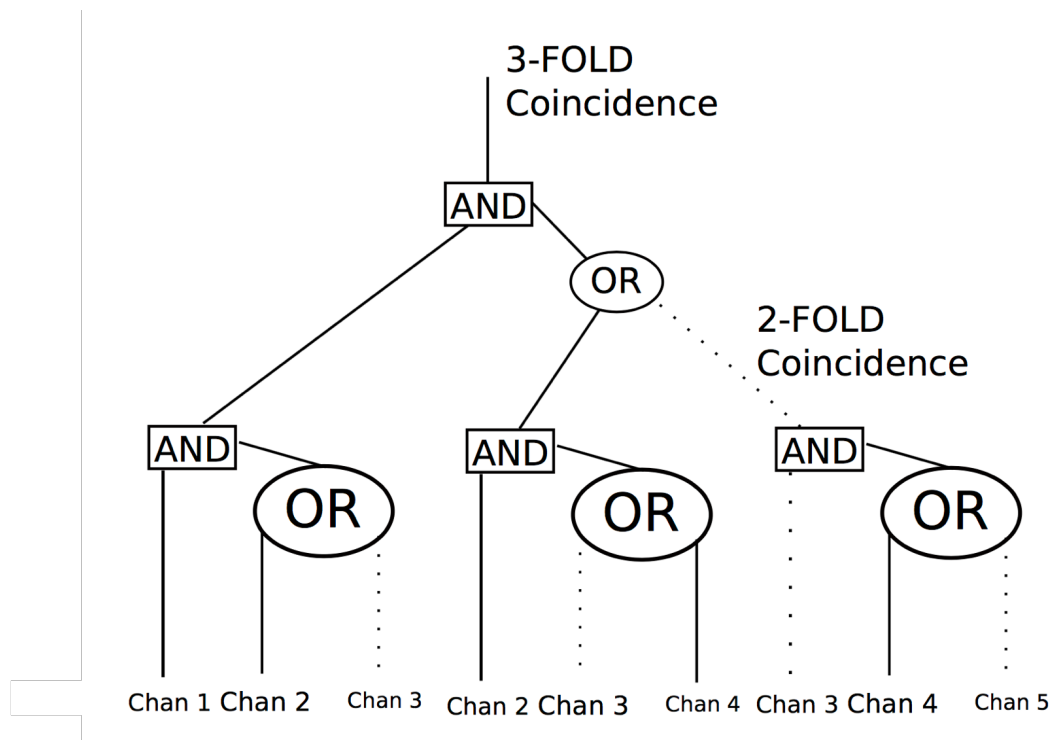 3-FOLD
Coincidence
AND
OR
2-FOLD
Coincidence
AND
AND
AND
OR
OR
OR
Chan 1 Chan 2 Chan 3 Chan 2 Chan 3 Chan 4 Chan 3 Chan 4 Chan 5